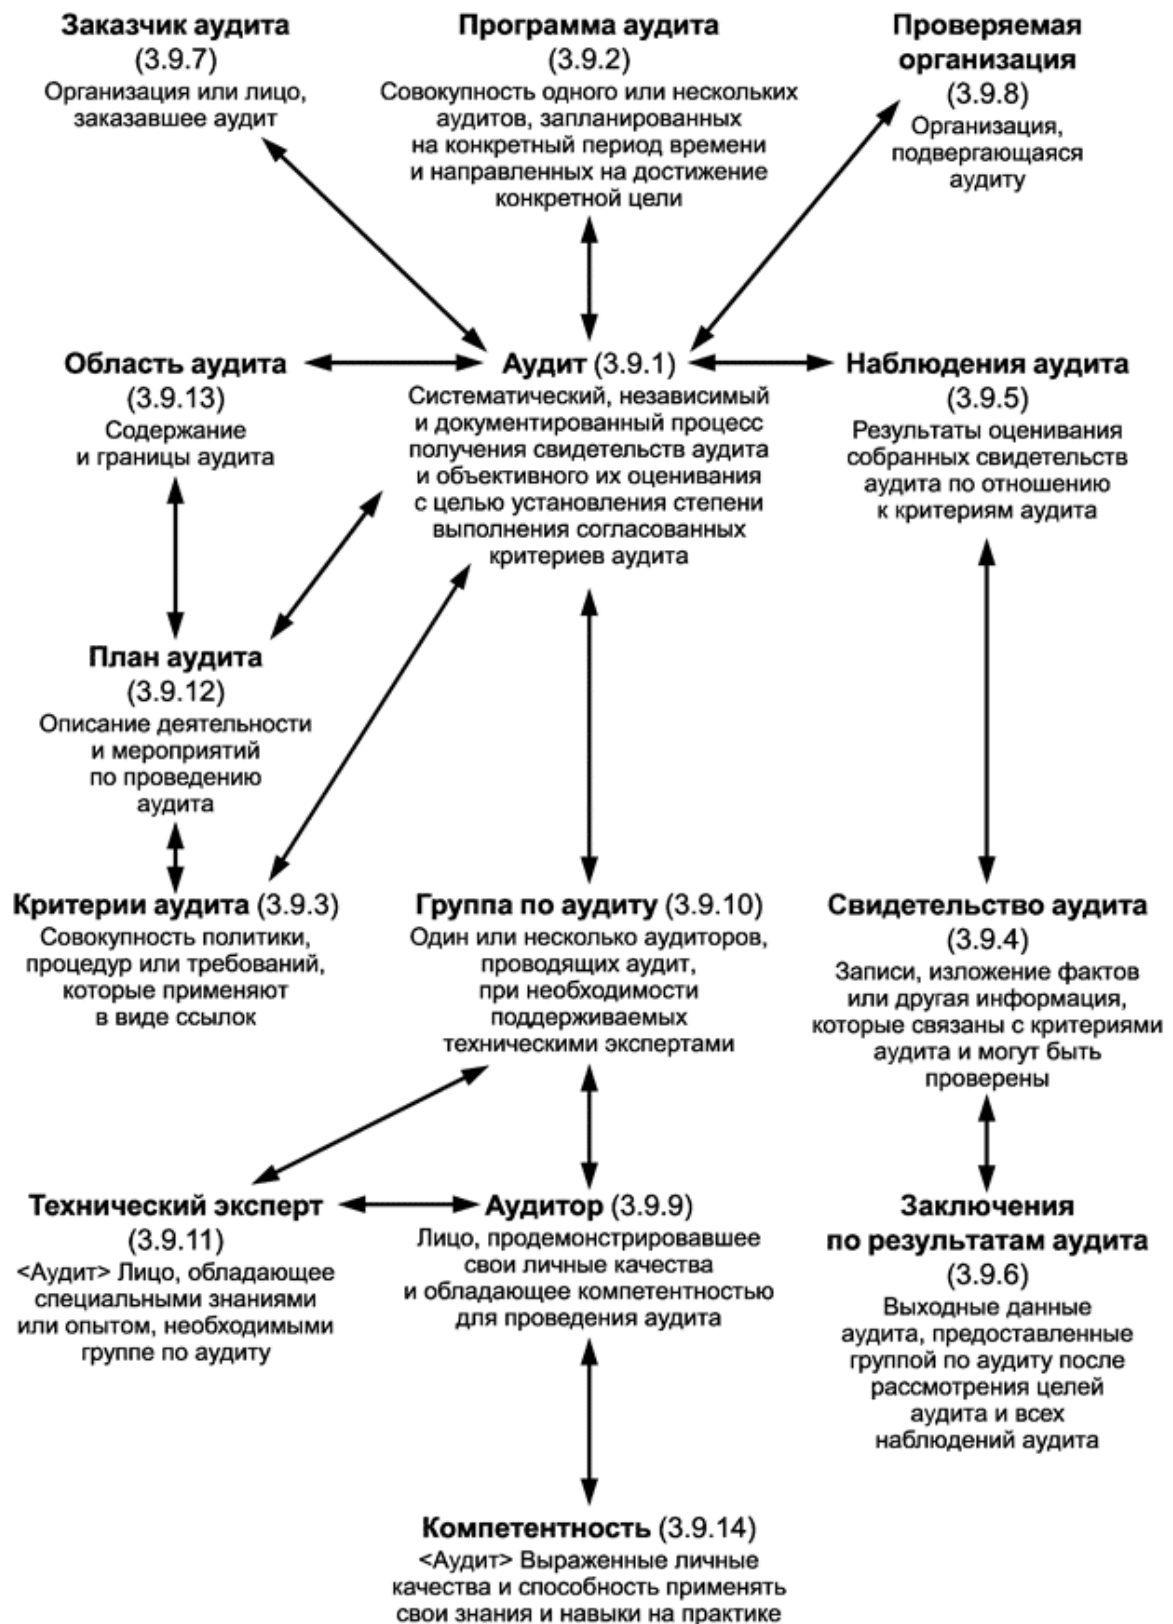 Заказчик аудита
(3.9.7)
Организация или лицо,
заказавшее аудит
Программа аудита
(3.9.2)
Совокупность одного или нескольких
аудитов, запланированных
на конкретный период времени
и направленных на достижение
конкретной цели
Проверяемая
организация
(3.9.8)
Организация,
подвергающаяся
аудиту
Область аудита
(3.9.13)
Содержание
и границы аудита
Аудит (3.9.1)
Систематический, независимый
и документированный процесс
получения свидетельств аудита
и объективного их оценивания
с целью установления степени
выполнения согласованных
критериев аудита
Наблюдения аудита
(3.9.5)
Результаты оценивания
собранных свидетельств
аудита по отношению
к критериям аудита
План аудита
(3.9.12)
Описание деятельности
и мероприятий
по проведению
аудита
Критерии аудита (3.9.3)
Совокупность политики,
процедур или требований,
которые применяют
в виде ссылок
Группа по аудиту (3.9.10)
Один или несколько аудиторов,
проводящих аудит,
при необходимости
поддерживаемых
техническими экспертами
Свидетельство аудита
(3.9.4)
Записи, изложение фактов
или другая информация,
которые связаны с критериями
аудита и могут быть
проверены
Технический эксперт
(3.9.11)
<Аудит> Лицо, обладающее
специальными знаниями
или опытом, необходимыми
группе по аудиту
Аудитор (3.9.9)
Лицо, продемонстрировавшее
свои личные качества
и обладающее компетентностью
для проведения аудита
Заключения
по результатам аудита
(3.9.6)
Выходные данные
аудита, предоставленные
группой по аудиту после
рассмотрения целей
аудита и всех
наблюдений аудита
Компетентность (3.9.14)
<Аудит> Выраженные личные
качества и способность применять
свои знания и навыки на практике